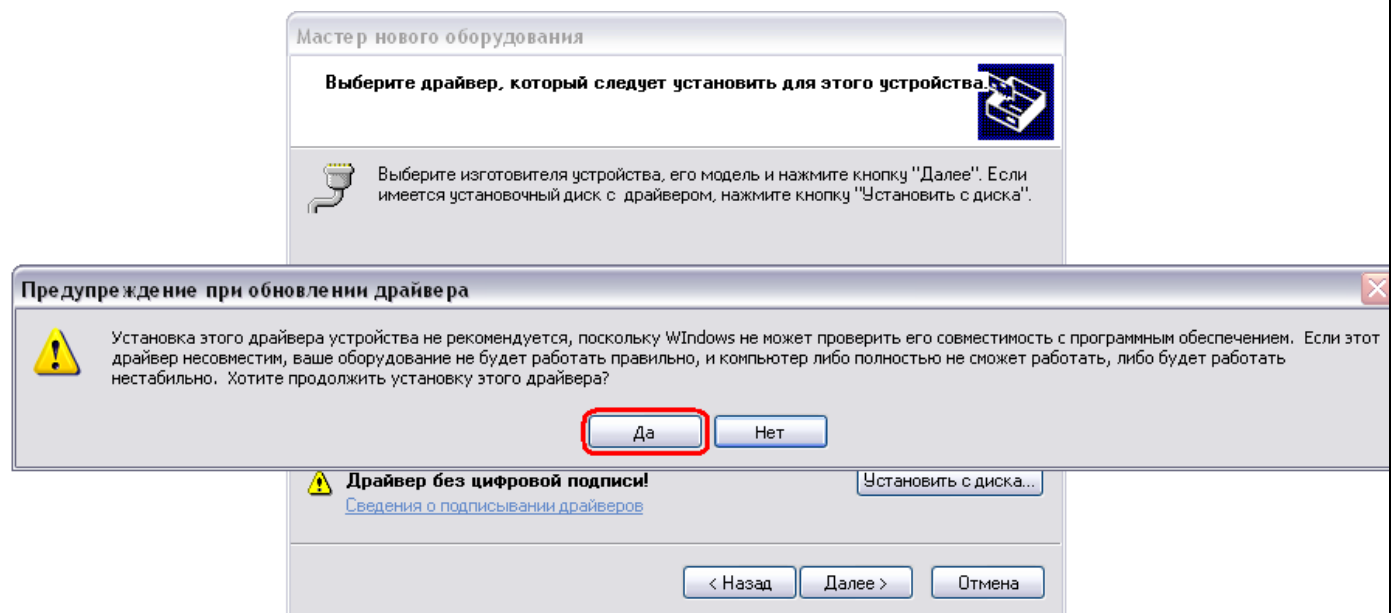 Мастер нового оборудования
Выберите драйвер, который следует установить для этого устройства.
Выберите изготовителя устройства, его модель и нажмите кнопку "Далее". Если
имеется установочный диск с драйвером, нажмите кнопку "Установить с диска".
Предупреждение при обновлении драйвера
Установка этого драйвера устройства не рекомендуется, поскольку WIndows не может проверить его совместимость с программным обеспечением. Если этот
драйвер несовместим, ваше оборудование не будет работать правильно, и компьютер либо полностью не сможет работать, либо будет работать
нестабильно. Хотите продолжить установку этого драйвера?
Да Нет
Драйвер без цифровой подписи! Установить с диска...
Сведения о подписывании драйверов
< Назад Далее > Отмена